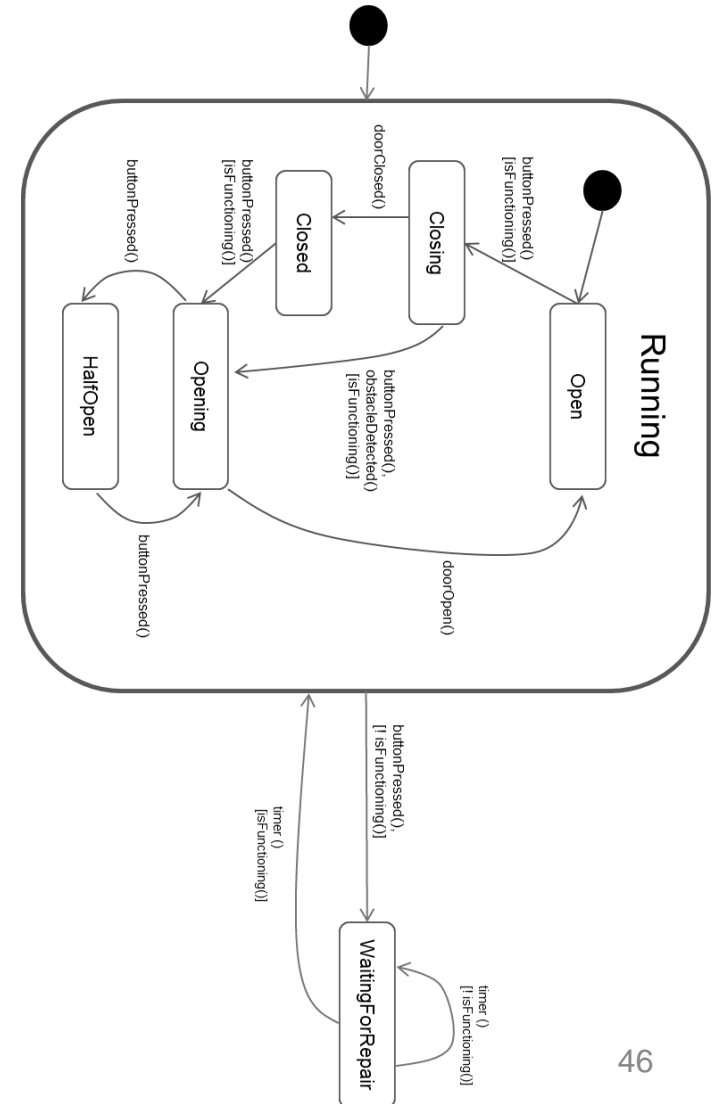 Running
Open
buttonPressed()
[isFunctioning()]
Closing
doorClosed()
Closed
buttonPressed()
[isFunctioning()]
buttonPressed(),
obstacleDetected()
[isFunctioning()]
Opening
doorOpen()
buttonPressed()
HalfOpen
buttonPressed()
buttonPressed(),
[! isFunctioning()]
timer ()
[isFunctioning()]
WaitingForRepair
timer ()
[! isFunctioning()]
46